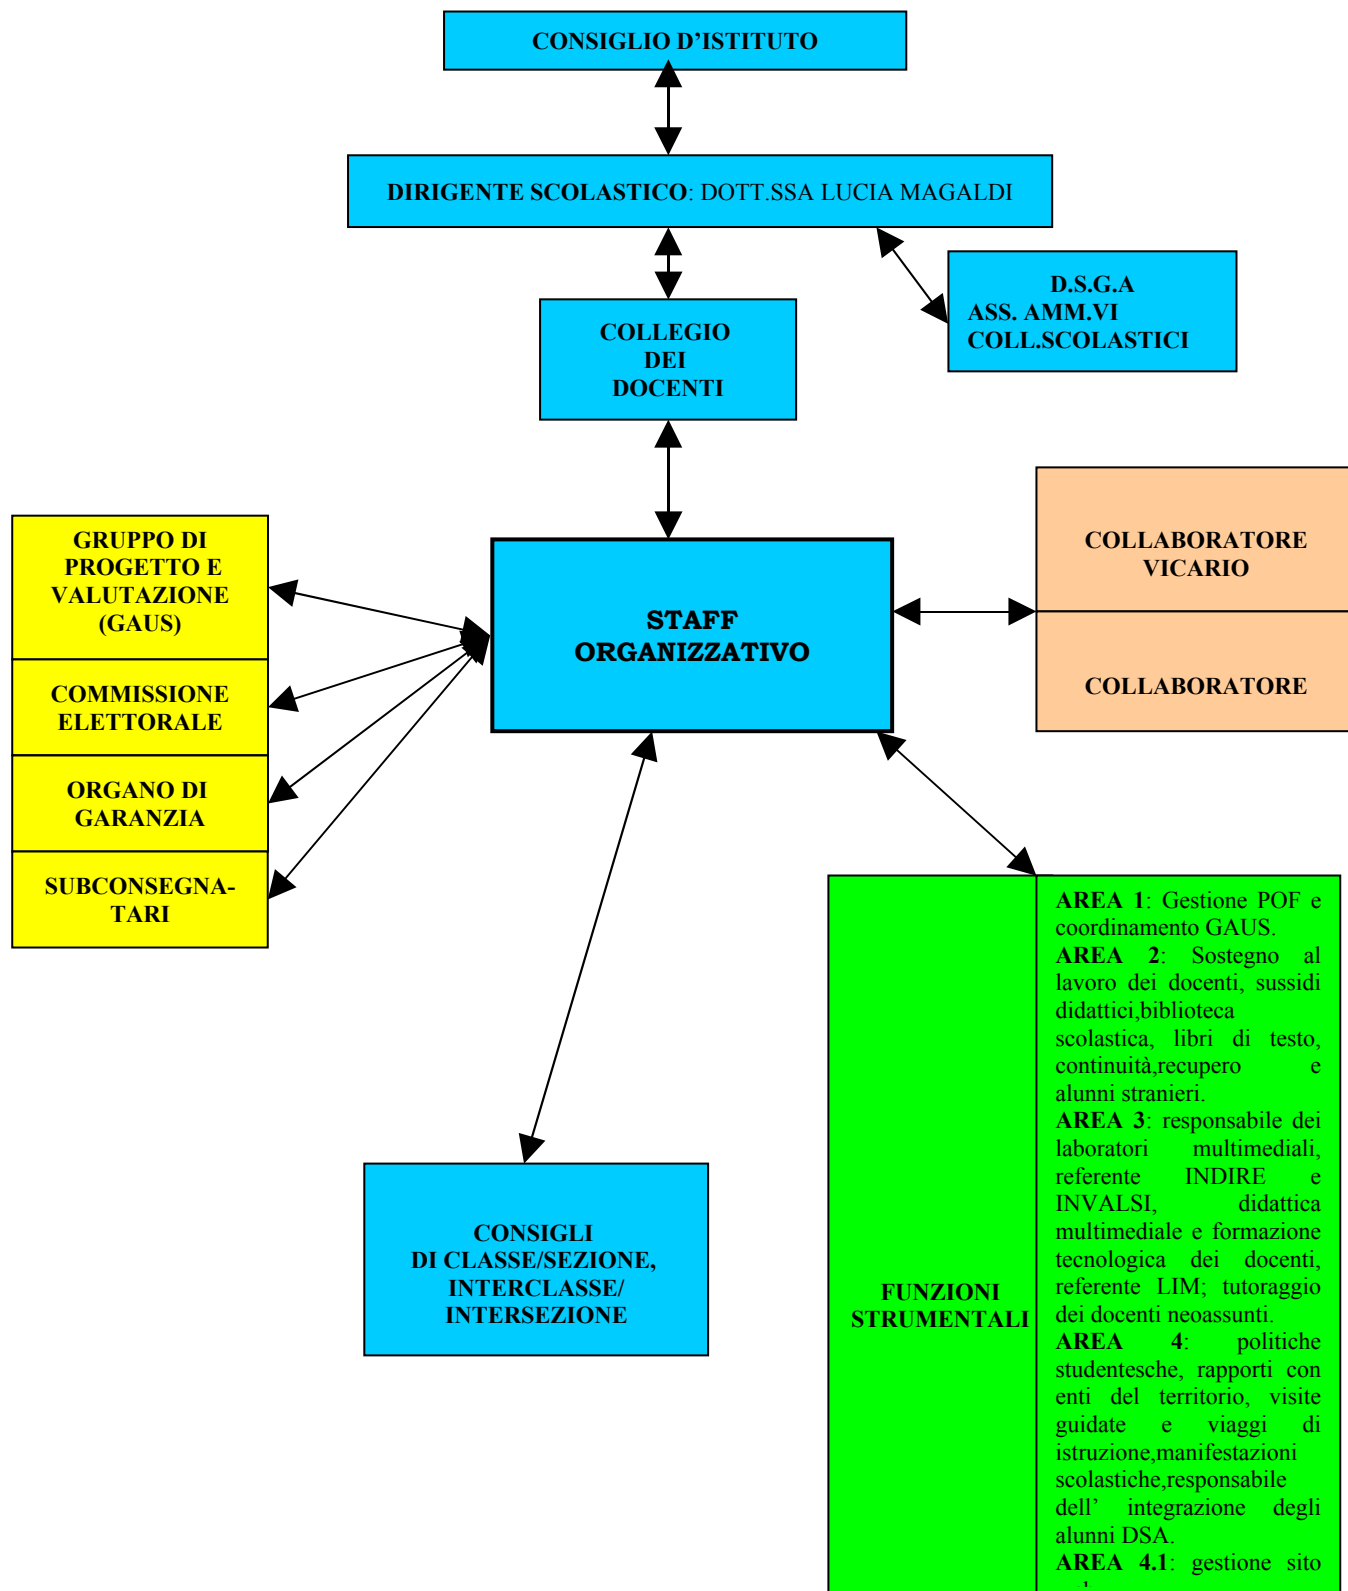 CONSIGLIO D'ISTITUTO
DIRIGENTE SCOLASTICO: DOTT.SSA LUCIA MAGALDI
D.S.G.A
ASS. AMM.VI
COLL.SCOLASTICI
COLLEGIO
DEI
DOCENTI
GRUPPO DI
PROGETTO E
VALUTAZIONE
(GAUS)
COMMISSIONE
ELETTORALE
ORGANO DI
GARANZIA
SUBCONSEGNA-
TARI
STAFF
ORGANIZZATIVO
COLLABORATORE
VICARIO
COLLABORATORE
CONSIGLI
DI CLASSE/SEZIONE,
INTERCLASSE/
INTERSEZIONE
FUNZIONI
STRUMENTALI
AREA 1: Gestione POF e
coordinamento GAUS.
AREA 2: Sostegno al
lavoro dei docenti, sussidi
didattici,biblioteca
scolastica, libri di testo,
continuità,recupero e
alunni stranieri.
AREA 3: responsabile dei
laboratori multimediali,
referente INDIRE e
INVALSI, didattica
multimediale e formazione
tecnologica dei docenti,
referente LIM; tutoraggio
dei docenti neoassunti.
AREA 4: politiche
studentesche, rapporti con
enti del territorio, visite
guidate e viaggi di
istruzione,manifestazioni
scolastiche,responsabile
dell' integrazione degli
alunni DSA.
AREA 4.1: gestione sito